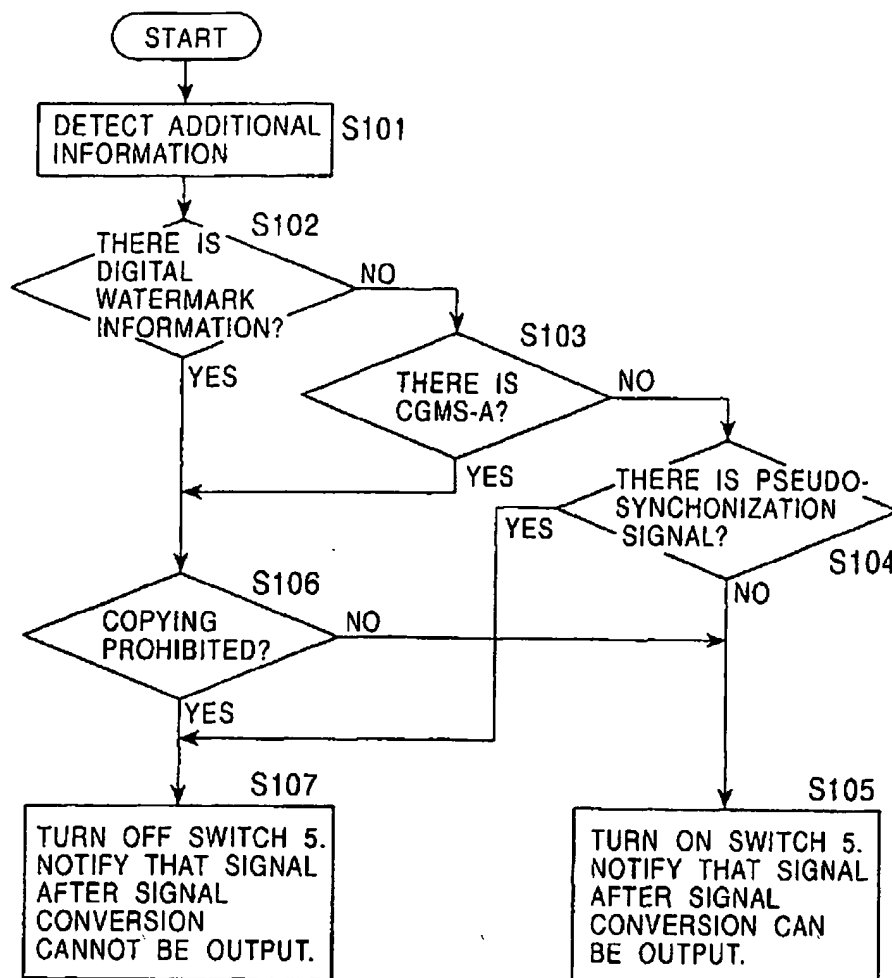 START
DETECT ADDITIONAL
INFORMATION
S101
S102
THERE IS
DIGITAL
WATERMARK
INFORMATION?
NO
YES
S103
THERE IS
CGMS-A?
NO
YES
THERE IS PSEUDO-
SYNCHONIZATION
SIGNAL?
YES
S104
NO
S106
COPYING
PROHIBITED?
NO
YES
S107
TURN OFF SWITCH 5.
NOTIFY THAT SIGNAL
AFTER SIGNAL
CONVERSION
CANNOT BE OUTPUT.
S105
TURN ON SWITCH 5.
NOTIFY THAT SIGNAL
AFTER SIGNAL
CONVERSION CAN
BE OUTPUT.